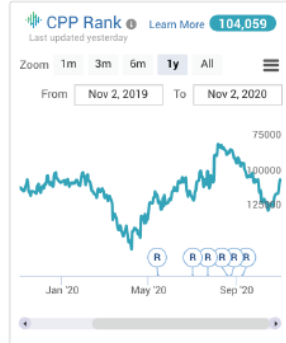 CPP Rank Learn More 104,059
Last updated yesterday
Zoom 1m 3m 6m 1y All
From Nov 2, 2019 To Nov 2, 2020
75000
100000
125000
R R R R R R
Jan '20 May '20 Sep '20